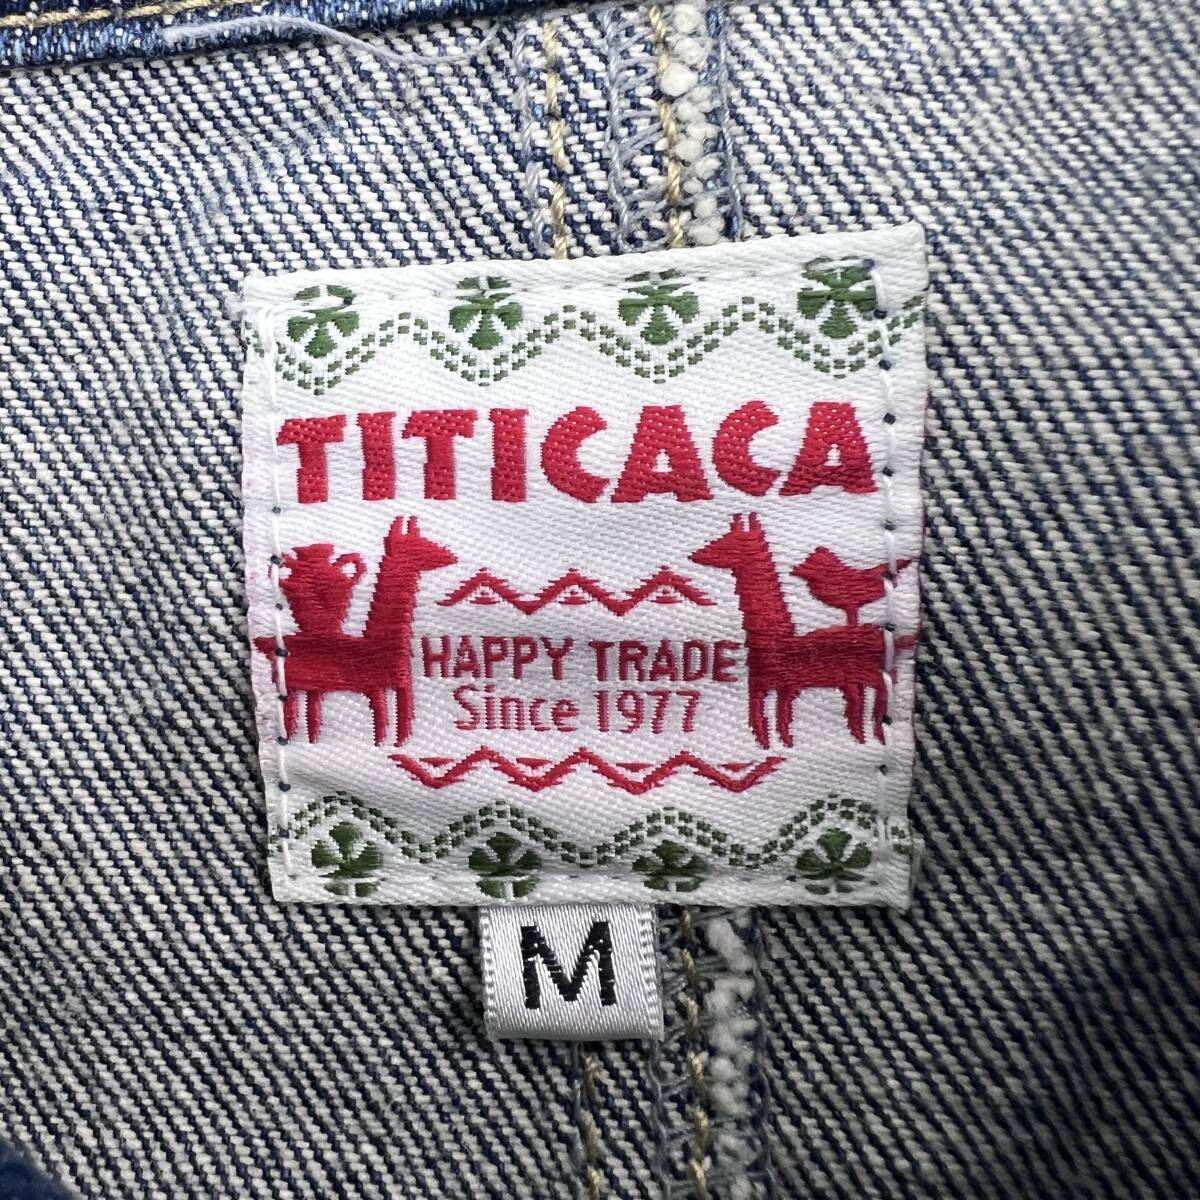 TITICACA
HAPPY TRADE
Since 1977
M